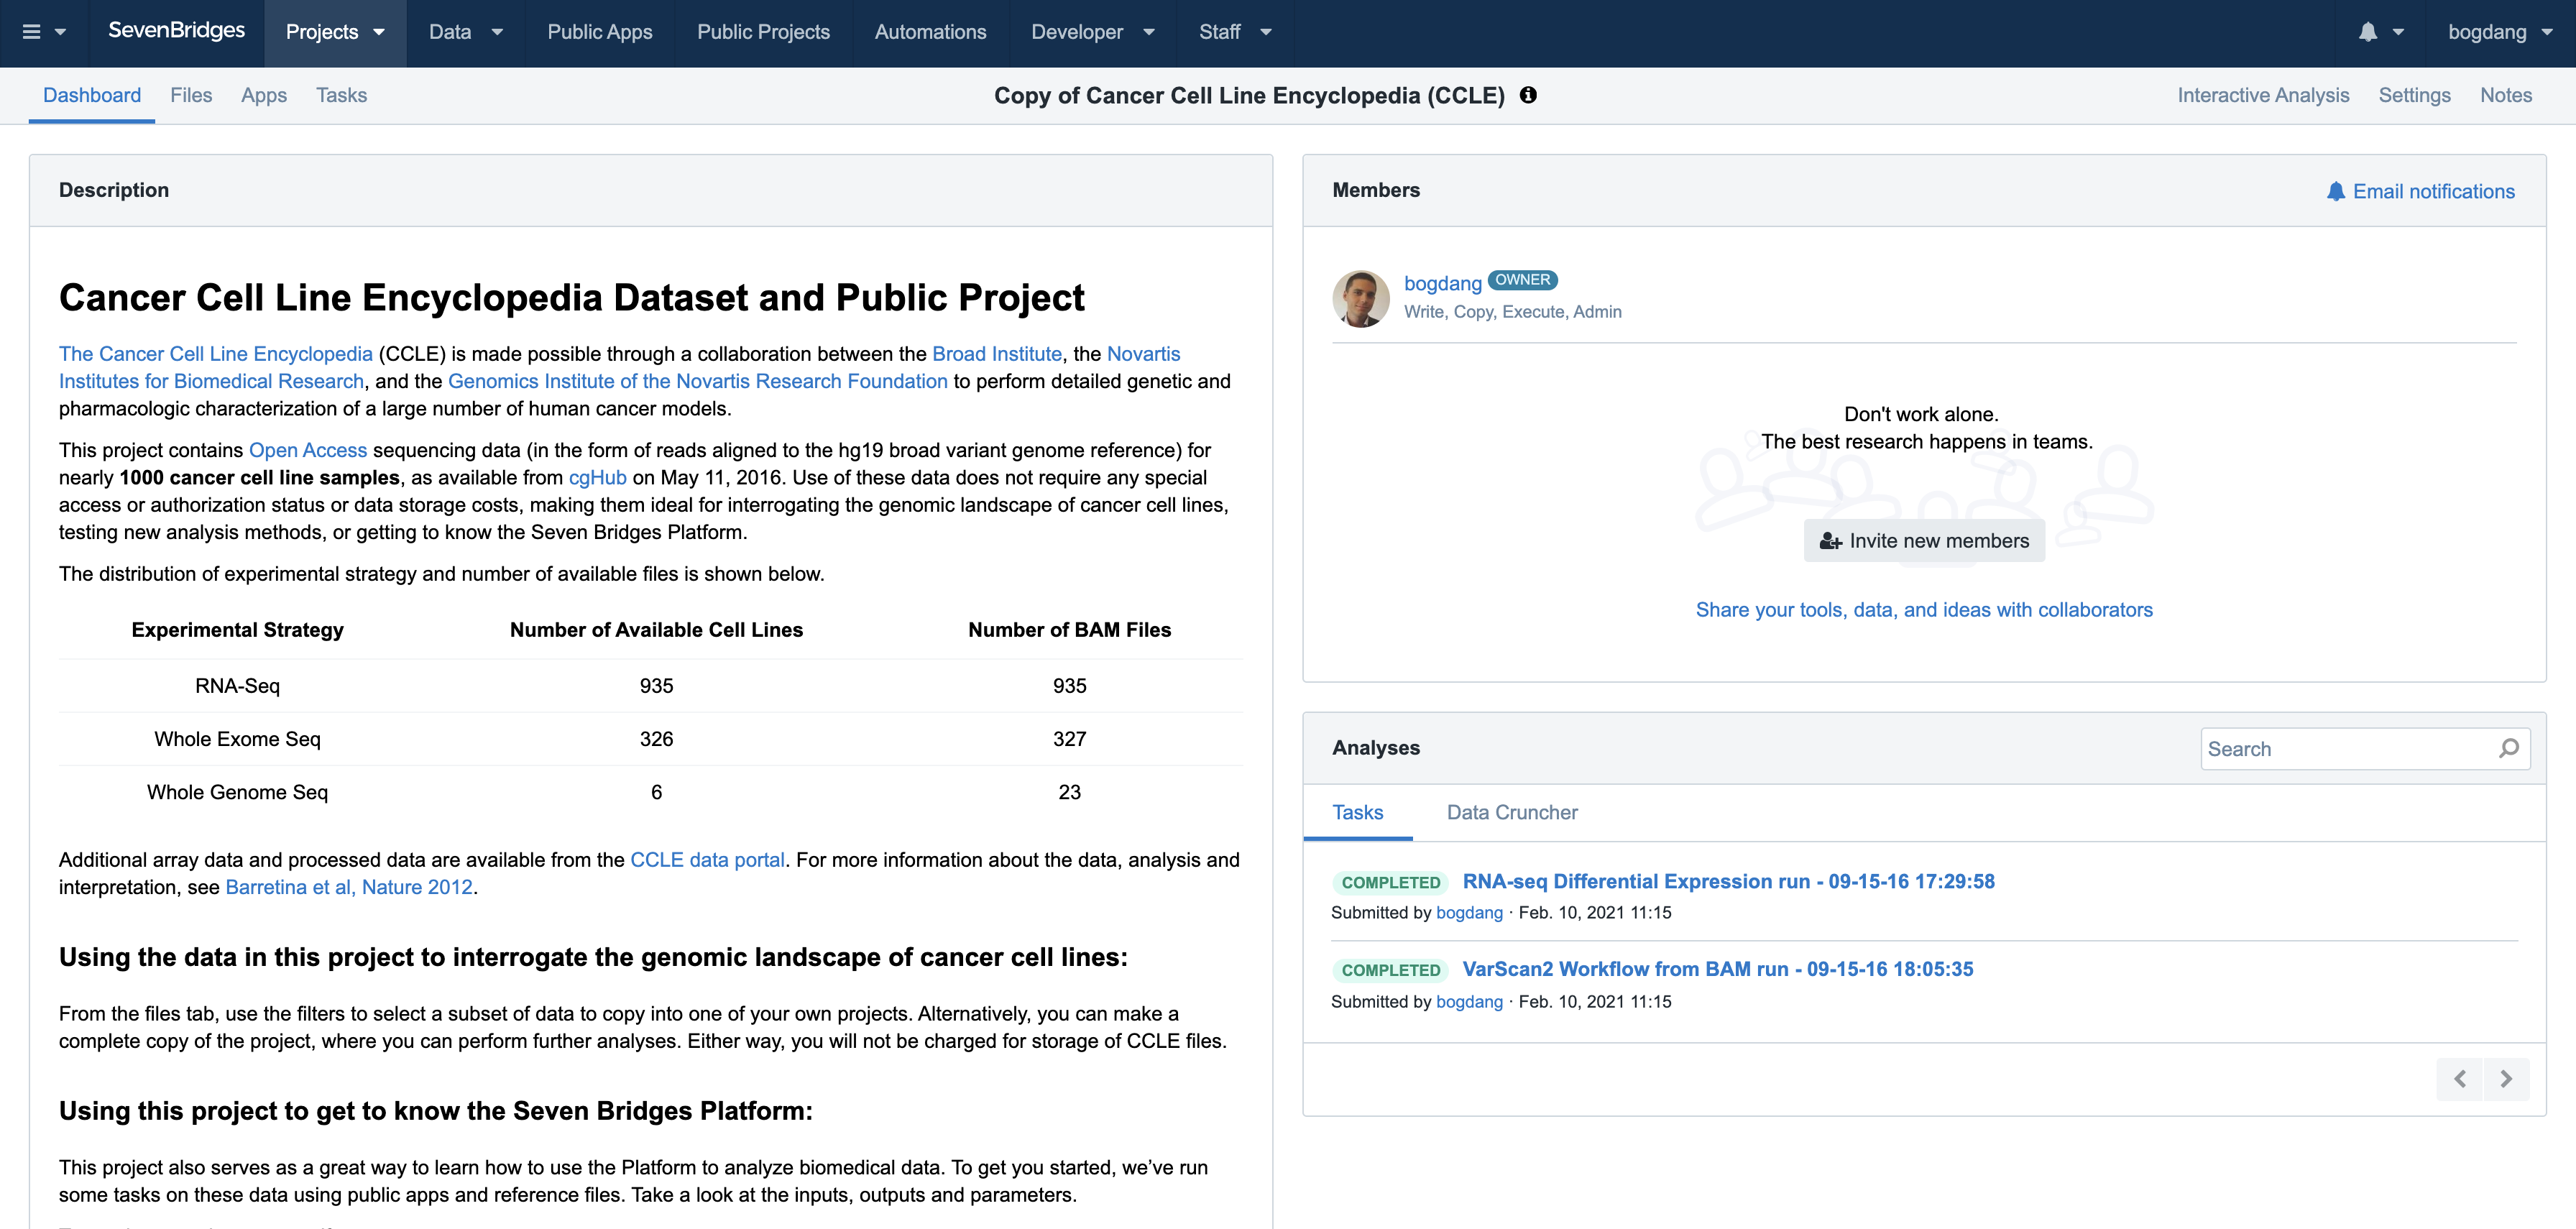 SevenBridges Projects Data Public Apps Public Projects Automations Developer Staff bogdang
Dashboard Files Apps Tasks Copy of Cancer Cell Line Encyclopedia (CCLE) Interactive Analysis Settings Notes
Description
Cancer Cell Line Encyclopedia Dataset and Public Project
The Cancer Cell Line Encyclopedia (CCLE) is made possible through a collaboration between the Broad Institute, the Novartis
Institutes for Biomedical Research, and the Genomics Institute of the Novartis Research Foundation to perform detailed genetic and
pharmacologic characterization of a large number of human cancer models.
This project contains Open Access sequencing data (in the form of reads aligned to the hg19 broad variant genome reference) for
nearly 1000 cancer cell line samples, as available from cgHub on May 11, 2016. Use of these data does not require any special
access or authorization status or data storage costs, making them ideal for interrogating the genomic landscape of cancer cell lines,
testing new analysis methods, or getting to know the Seven Bridges Platform.
The distribution of experimental strategy and number of available files is shown below.
Experimental Strategy Number of Available Cell Lines Number of BAM Files
RNA-Seq 935 935
Whole Exome Seq 326 327
Whole Genome Seq 6 23
Additional array data and processed data are available from the CCLE data portal. For more information about the data, analysis and
interpretation, see Barretina et al, Nature 2012.
Using the data in this project to interrogate the genomic landscape of cancer cell lines:
From the files tab, use the filters to select a subset of data to copy into one of your own projects. Alternatively, you can make a
complete copy of the project, where you can perform further analyses. Either way, you will not be charged for storage of CCLE files.
Using this project to get to know the Seven Bridges Platform:
This project also serves as a great way to learn how to use the Platform to analyze biomedical data. To get you started, we've run
some tasks on these data using public apps and reference files. Take a look at the inputs, outputs and parameters.
Members Email notifications
bogdang OWNER
Write, Copy, Execute, Admin
Don't work alone.
The best research happens in teams.
Invite new members
Share your tools, data, and ideas with collaborators
Analyses Search
Tasks Data Cruncher
COMPLETED RNA-seq Differential Expression run - 09-15-16 17:29:58
Submitted by bogdang · Feb. 10, 2021 11:15
COMPLETED VarScan2 Workflow from BAM run - 09-15-16 18:05:35
Submitted by bogdang · Feb. 10, 2021 11:15